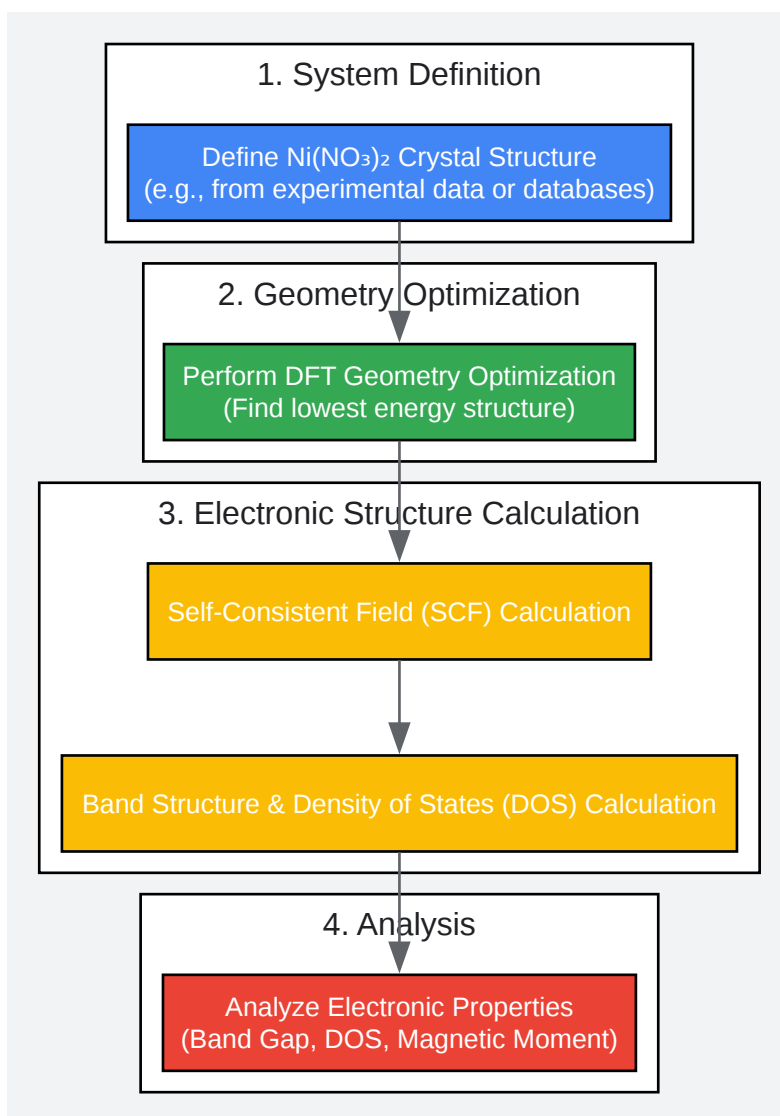 1. System Definition
Define Ni(NO₃)₂ Crystal Structure
(e.g., from experimental data or databases)
2. Geometry Optimization
Perform DFT Geometry Optimization
(Find lowest energy structure)
3. Electronic Structure Calculation
Self-Consistent Field (SCF) Calculation
Band Structure & Density of States (DOS) Calculation
4. Analysis
Analyze Electronic Properties
(Band Gap, DOS, Magnetic Moment)